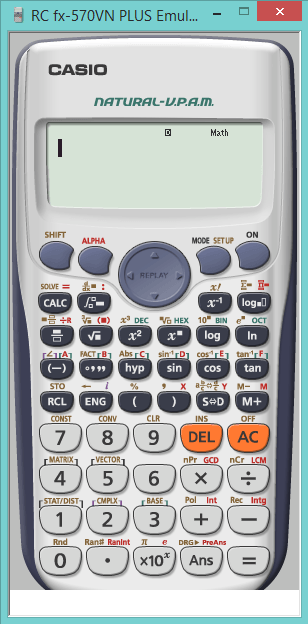 RC fx-570VN PLUS Emul...
CASIO
NATURAL-V.P.A.M.
D Math
SHIFT ALPHA REPLAY MODE SETUP ON
SOLVE = : x! Σ= Π=
CALC x⁻¹ log
÷R ³√ x³ DEC ˣ√ HEX 10ˣ BIN eˣ OCT
√ x² xˣ log ln
∠ A FACT B Abs C sin⁻¹ D cos⁻¹ E tan⁻¹ F
(−) °,,, hyp sin cos tan
STO ← i % , X Y M− M
RCL ENG ( ) S⇔D M+
CONST CONV CLR INS OFF
7 8 9 DEL AC
MATRIX VECTOR nPr GCD nCr LCM
4 5 6 × ÷
STAT/DIST CMPLX BASE Pol Int Rec Intg
1 2 3 + −
Rnd Ran# RanInt π e DRG▸ PreAns
0 . ×10ˣ Ans =